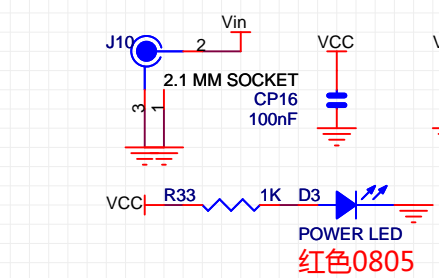 Vin
J10
2
VCC
2.1 MM SOCKET
3
1
CP16
100nF
VCC
R33
1K
D3
POWER LED
红色0805